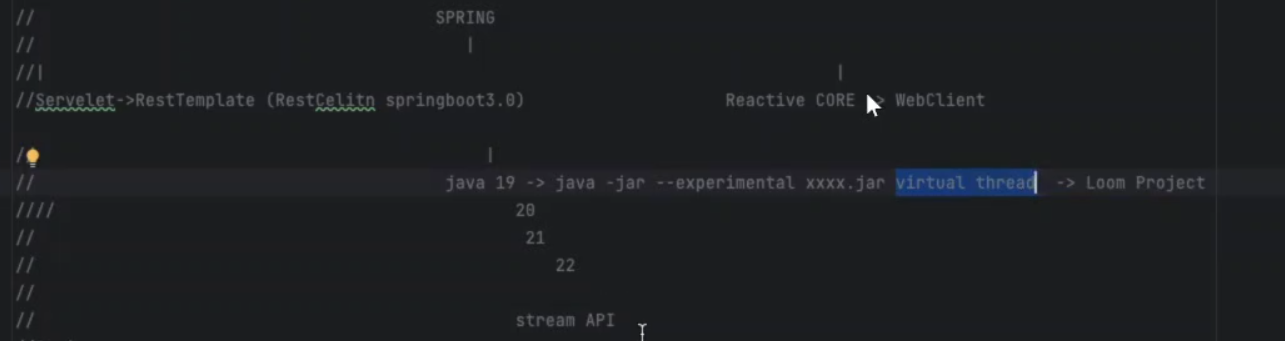 // SPRING
// |
//| |
//Servelet->RestTemplate (RestCelitn springboot3.0) Reactive CORE -> WebClient
/ |
// java 19 -> java -jar --experimental xxxx.jar virtual thread -> Loom Project
//// 20
// 21
// 22
//
// stream API